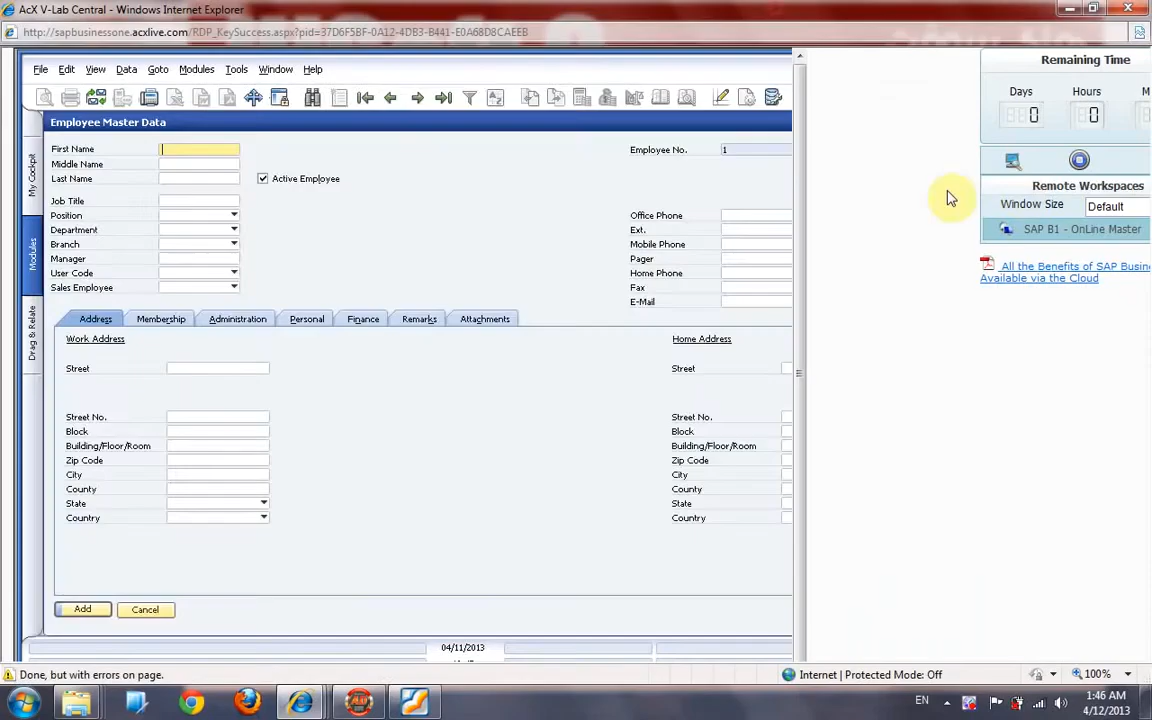 AcX V-Lab Central - Windows Internet Explorer
http://sapbusinessone.acxlive.com/RDP_KeySuccess.aspx?pid=37D6F5BF-0A12-4DB3-B441-E0A68D8CAEEB
File Edit View Data Goto Modules Tools Window Help
Employee Master Data
First Name
Middle Name
Last Name
Active Employee
Job Title
Position
Department
Branch
Manager
User Code
Sales Employee
Employee No. 1
Office Phone
Ext.
Mobile Phone
Pager
Home Phone
Fax
E-Mail
Address Membership Administration Personal Finance Remarks Attachments
Work Address
Street
Street No.
Block
Building/Floor/Room
Zip Code
City
County
State
Country
Home Address
Street
Street No.
Block
Building/Floor/Room
Zip Code
City
County
State
Country
Add Cancel
04/11/2013
My Cockpit
Modules
Drag & Relate
Remaining Time
Days Hours M
0 0
Remote Workspaces
Window Size Default
SAP B1 - OnLine Master
All the Benefits of SAP Busin
Available via the Cloud
Done, but with errors on page.
Internet | Protected Mode: Off
100%
EN
1:46 AM
4/12/2013